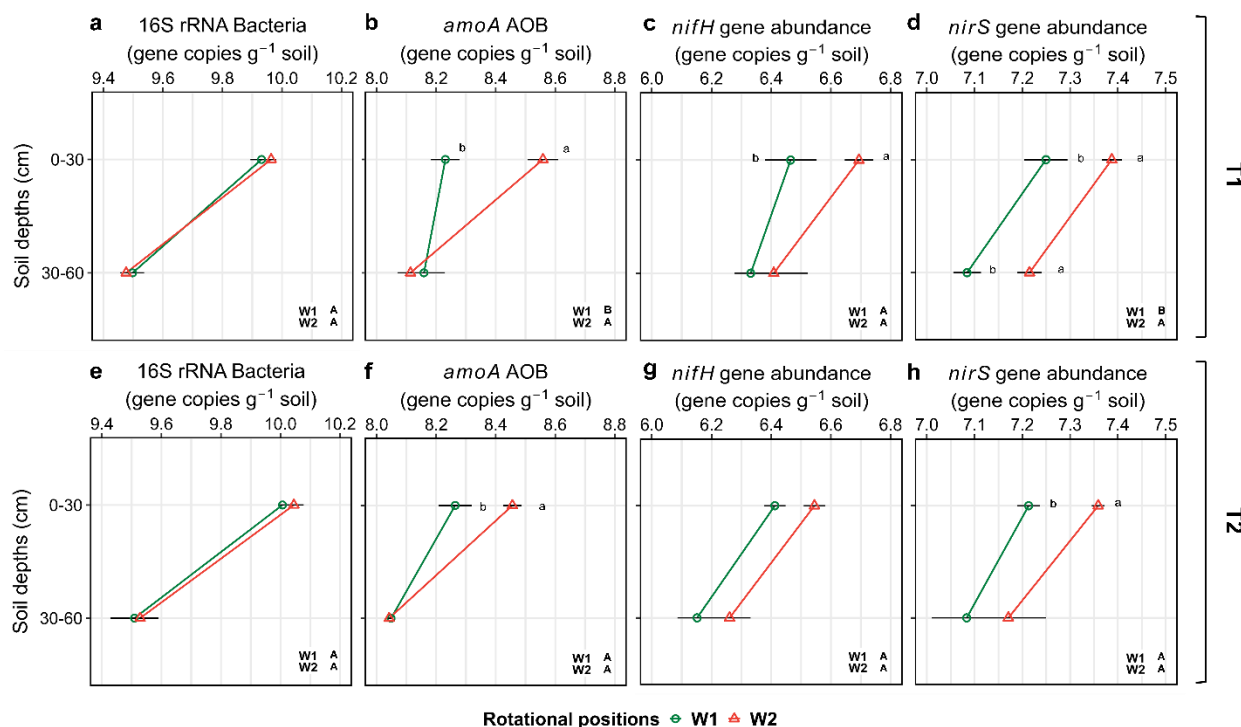 a 16S rRNA Bacteria
(gene copies g⁻¹ soil)
9.4 9.6 9.8 10.0 10.2
b amoA AOB
(gene copies g⁻¹ soil)
8.0 8.2 8.4 8.6 8.8
c nifH gene abundance
(gene copies g⁻¹ soil)
6.0 6.2 6.4 6.6 6.8
d nirS gene abundance
(gene copies g⁻¹ soil)
7.0 7.1 7.2 7.3 7.4 7.5
Soil depths (cm)
0-30
30-60
W1 A
W2 A
b a
W1 B
W2 A
b a
W1 A
W2 A
b a
b a
W1 B
W2 A
T1
e 16S rRNA Bacteria
(gene copies g⁻¹ soil)
9.4 9.6 9.8 10.0 10.2
f amoA AOB
(gene copies g⁻¹ soil)
8.0 8.2 8.4 8.6 8.8
g nifH gene abundance
(gene copies g⁻¹ soil)
6.0 6.2 6.4 6.6 6.8
h nirS gene abundance
(gene copies g⁻¹ soil)
7.0 7.1 7.2 7.3 7.4 7.5
Soil depths (cm)
0-30
30-60
W1 A
W2 A
b a
W1 A
W2 A
W1 A
W2 A
b a
W1 A
W2 A
T2
Rotational positions W1 W2